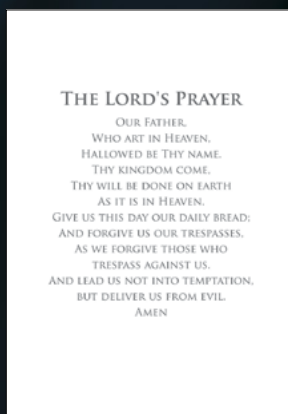 THE LORD'S PRAYER
OUR FATHER,
WHO ART IN HEAVEN,
HALLOWED BE THY NAME.
THY KINGDOM COME,
THY WILL BE DONE ON EARTH
AS IT IS IN HEAVEN.
GIVE US THIS DAY OUR DAILY BREAD;
AND FORGIVE US OUR TRESPASSES,
AS WE FORGIVE THOSE WHO
TRESPASS AGAINST US.
AND LEAD US NOT INTO TEMPTATION,
BUT DELIVER US FROM EVIL.
AMEN